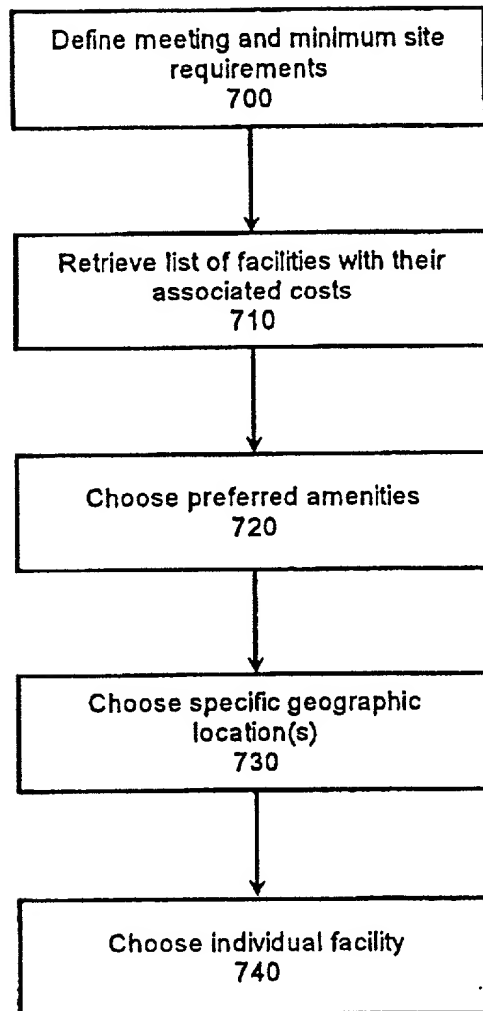 Define meeting and minimum site
requirements
700
Retrieve list of facilities with their
associated costs
710
Choose preferred amenities
720
Choose specific geographic
location(s)
730
Choose individual facility
740